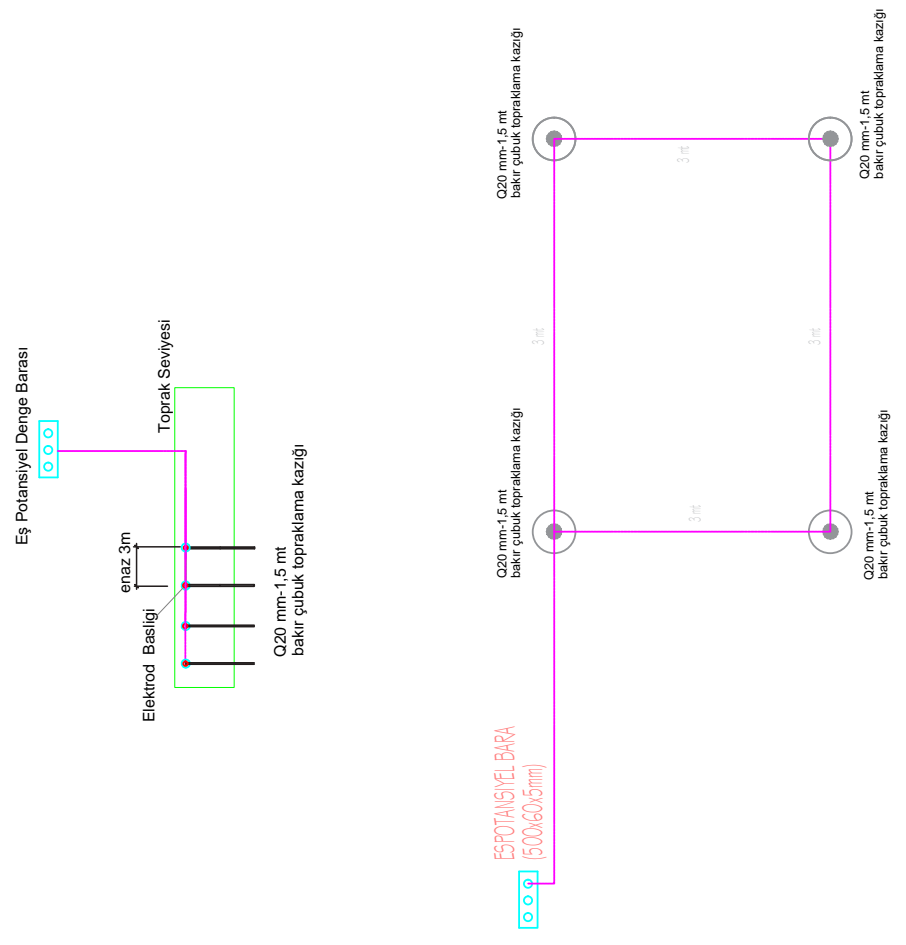 Eş Potansiyel Denge Barası
Toprak Seviyesi
enaz 3m
Elektrod Basligi
Q20 mm-1,5 mt
bakır çubuk topraklama kazığı
Q20 mm-1,5 mt
bakır çubuk topraklama kazığı
Q20 mm-1,5 mt
bakır çubuk topraklama kazığı
3 mt
3 mt
3 mt
Q20 mm-1,5 mt
bakır çubuk topraklama kazığı
3 mt
Q20 mm-1,5 mt
bakır çubuk topraklama kazığı
ESPOTANSIYEL BARA
(500x60x5mm)